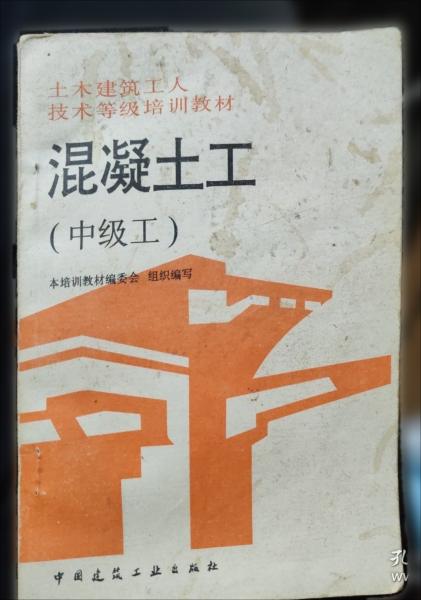 土木建筑工人
技术等级培训教材
混凝土工
(中级工)
本培训教材编委会 组织编写
中国建筑工业出版社